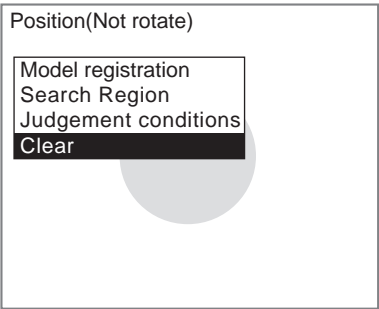 Position(Not rotate)
Model registration
Search Region
Judgement conditions
Clear